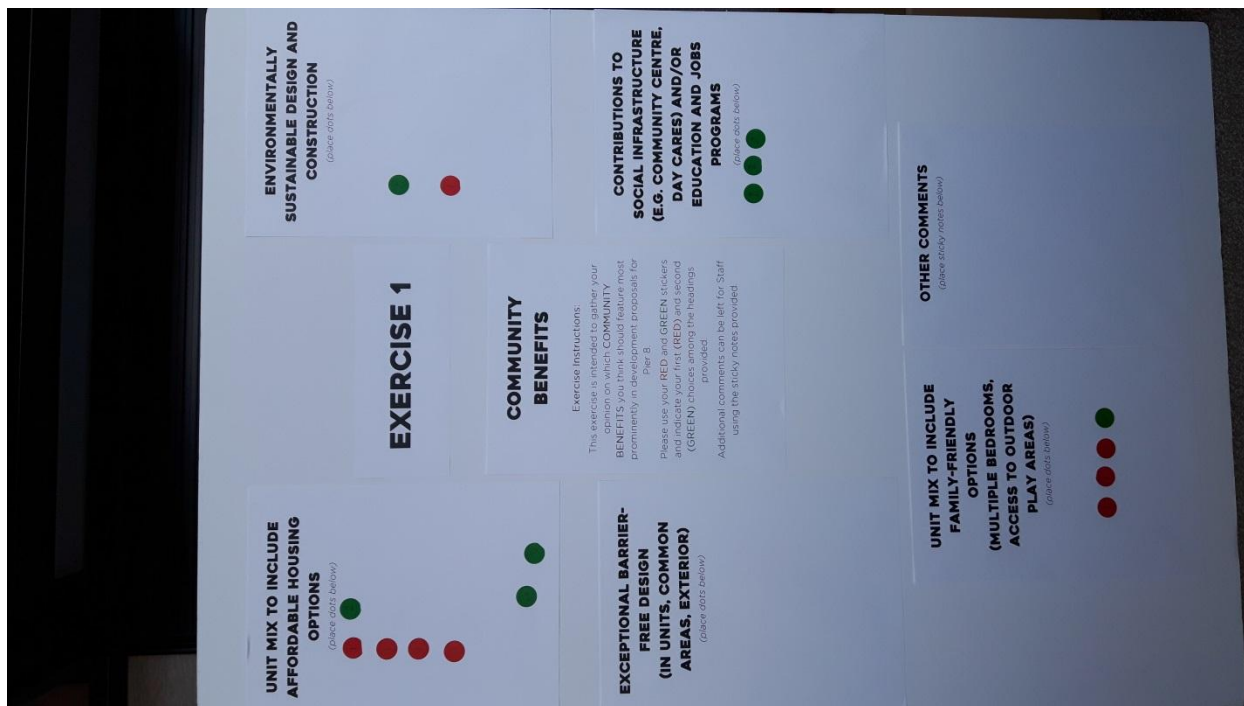 EXERCISE 1
COMMUNITY
BENEFITS
Exercise Instructions:
This exercise is intended to gather your
opinion on which COMMUNITY
BENEFITS you think should feature most
prominently in development proposals for
Pier 8
Please use your RED and GREEN stickers
and indicate your first (RED) and second
(GREEN) choices among the headings
provided
Additional comments can be left for Staff
using the sticky notes provided
UNIT MIX TO INCLUDE
AFFORDABLE HOUSING
OPTIONS
(place dots below)
ENVIRONMENTALLY
SUSTAINABLE DESIGN AND
CONSTRUCTION
(place dots below)
EXCEPTIONAL BARRIER-
FREE DESIGN
(IN UNITS, COMMON
AREAS, EXTERIOR)
(place dots below)
CONTRIBUTIONS TO
SOCIAL INFRASTRUCTURE
(E.G. COMMUNITY CENTRE,
DAY CARES) AND/OR
EDUCATION AND JOBS
PROGRAMS
(place dots below)
UNIT MIX TO INCLUDE
FAMILY-FRIENDLY
OPTIONS
(MULTIPLE BEDROOMS,
ACCESS TO OUTDOOR
PLAY AREAS)
(place dots below)
OTHER COMMENTS
(place sticky notes below)